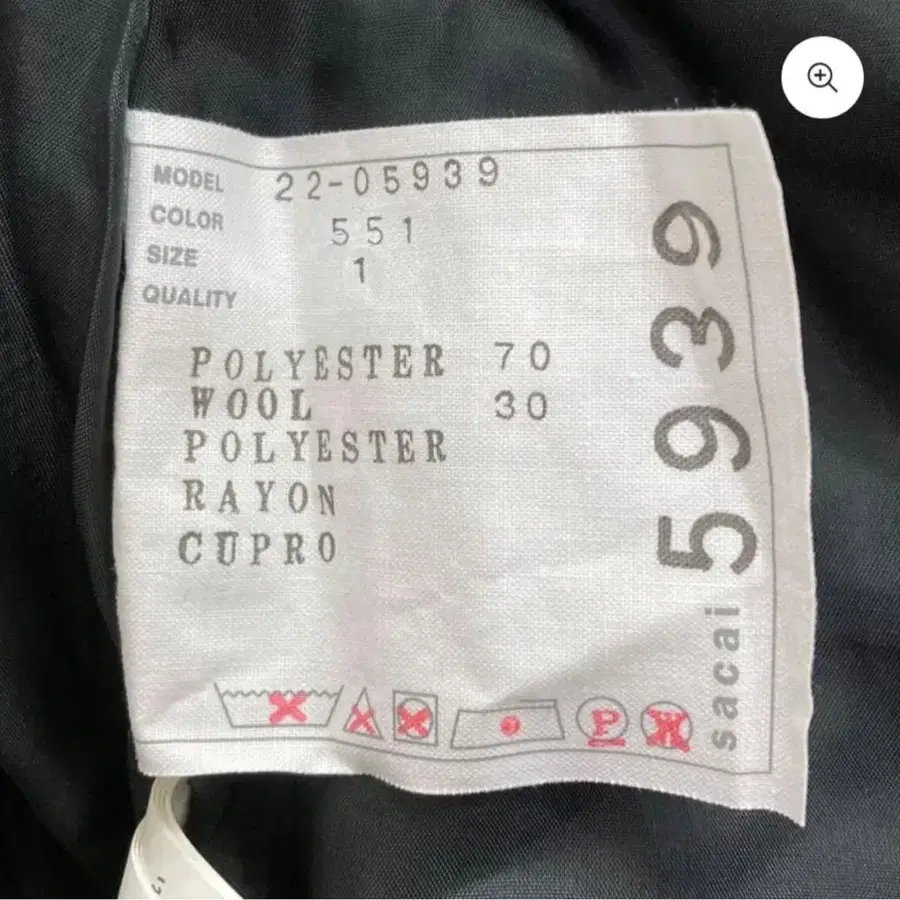 MODEL 22-05939
COLOR 551
SIZE 1
QUALITY
POLYESTER 70
WOOL 30
POLYESTER
RAYON
CUPRO
P
W
sacai 5939